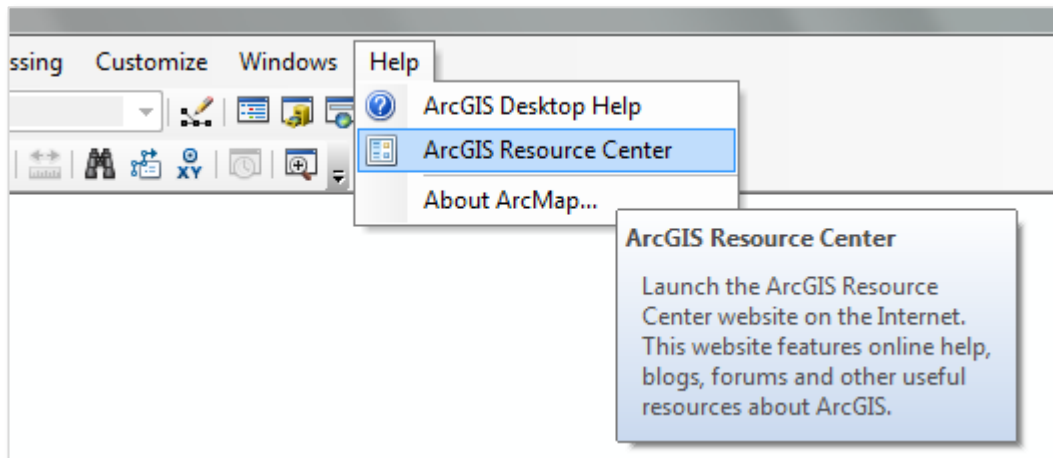 ssing Customize Windows Help
ArcGIS Desktop Help
XY ArcGIS Resource Center
About ArcMap...
ArcGIS Resource Center
Launch the ArcGIS Resource
Center website on the Internet.
This website features online help,
blogs, forums and other useful
resources about ArcGIS.